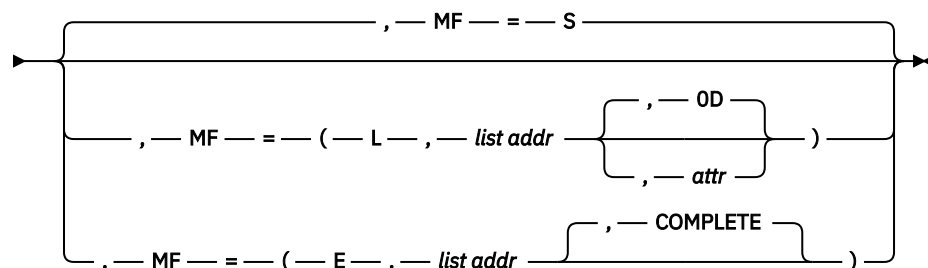 , MF = S
, 0D
, MF = ( L , list addr )
, attr
, COMPLETE
, MF = ( E , list addr )